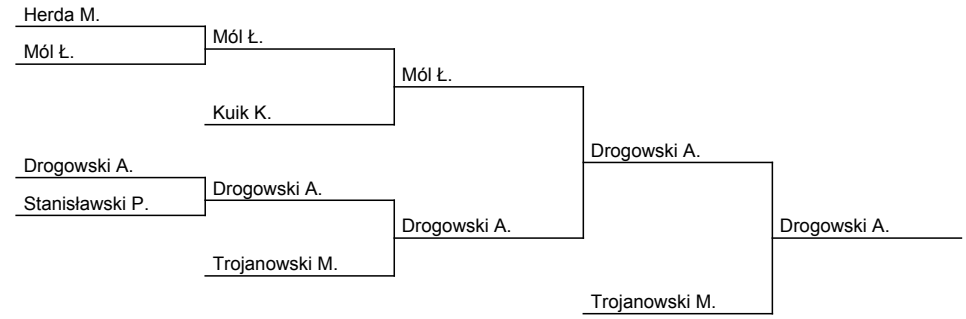 Herda M.
Mól Ł.
Mól Ł.
Mól Ł.
Kuik K.
Drogowski A.
Drogowski A.
Stanisławski P.
Drogowski A.
Drogowski A.
Drogowski A.
Trojanowski M.
Trojanowski M.